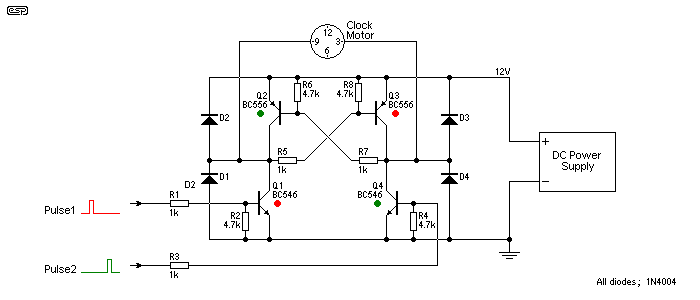 esp
Clock
Motor
12
9
3
6
12V
R6
4.7k
R8
4.7k
Q2
BC556
Q3
BC556
D2
D3
R5
1k
R7
1k
D1
D2
D4
Q1
BC546
Q4
BC546
R1
1k
R2
4.7k
R4
4.7k
Pulse1
Pulse2
R3
1k
+
DC Power
Supply
–
All diodes; 1N4004